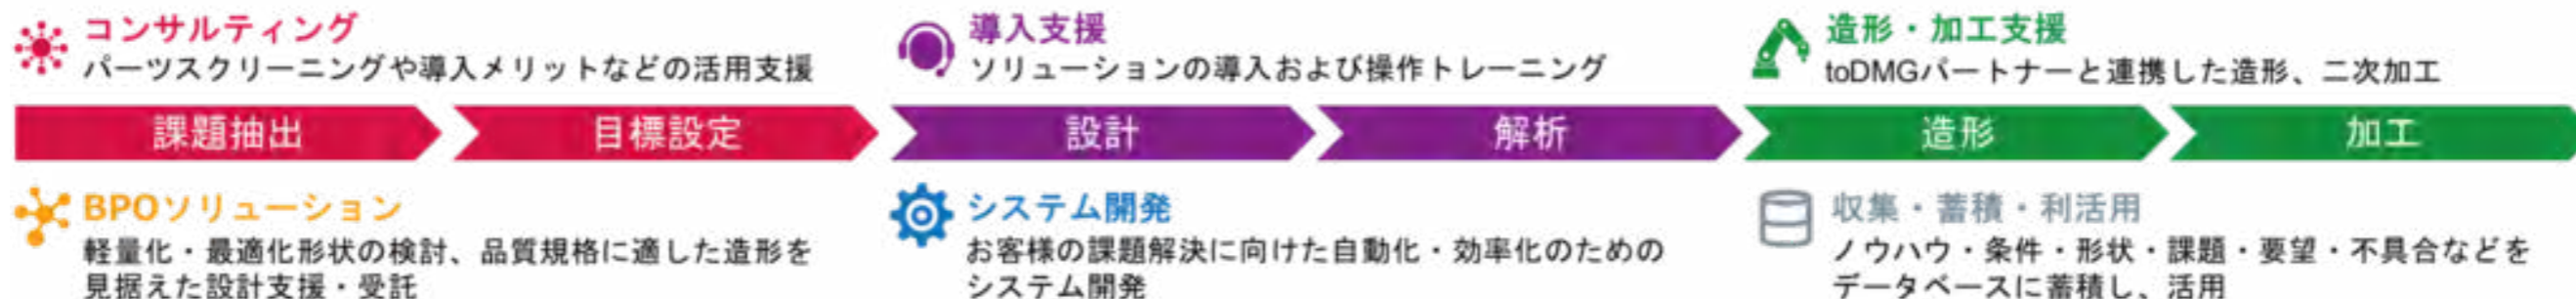 コンサルティング
パーツスクリーニングや導入メリットなどの活用支援
導入支援
ソリューションの導入および操作トレーニング
造形・加工支援
toDMGパートナーと連携した造形、二次加工
課題抽出
目標設定
設計
解析
造形
加工
BPOソリューション
軽量化・最適化形状の検討、品質規格に適した造形を
見据えた設計支援・受託
システム開発
お客様の課題解決に向けた自動化・効率化のための
システム開発
収集・蓄積・利活用
ノウハウ・条件・形状・課題・要望・不具合などを
データベースに蓄積し、活用